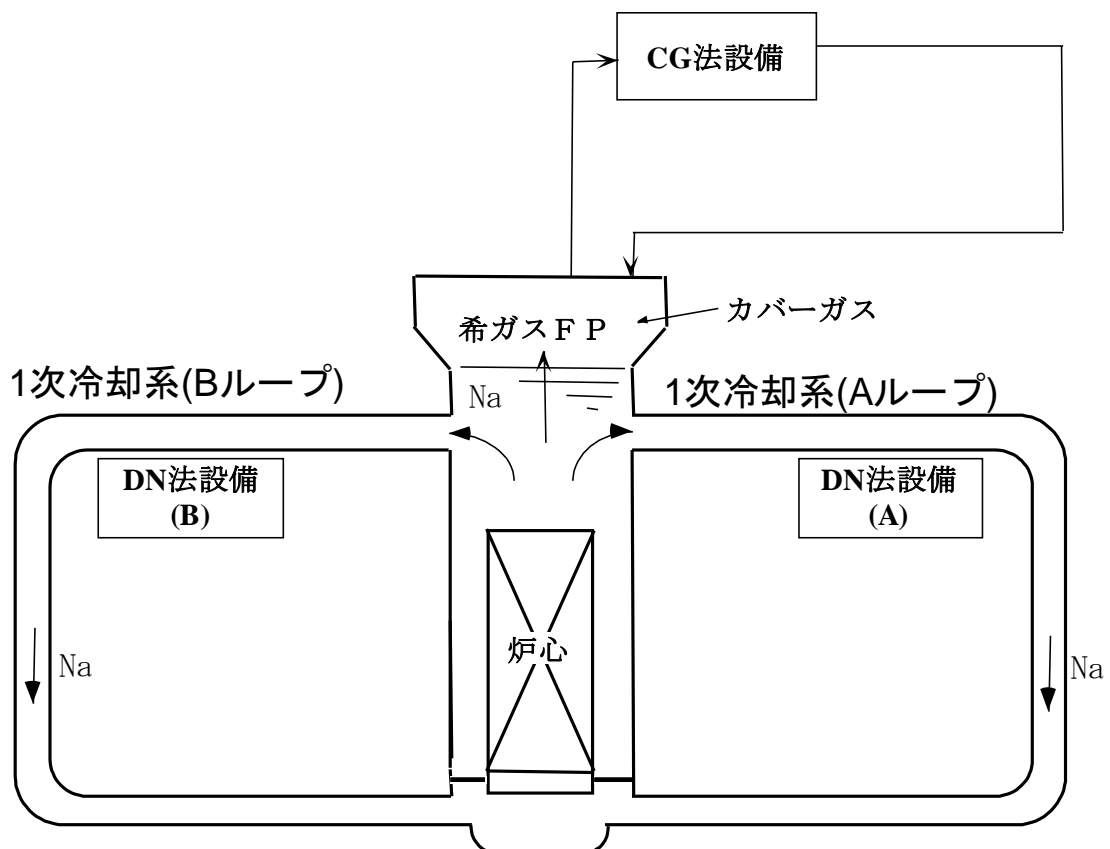 CG法設備
カバーガス
希ガスFP
1次冷却系(Bループ)
Na
1次冷却系(Aループ)
DN法設備
(B)
DN法設備
(A)
炉心
Na
Na